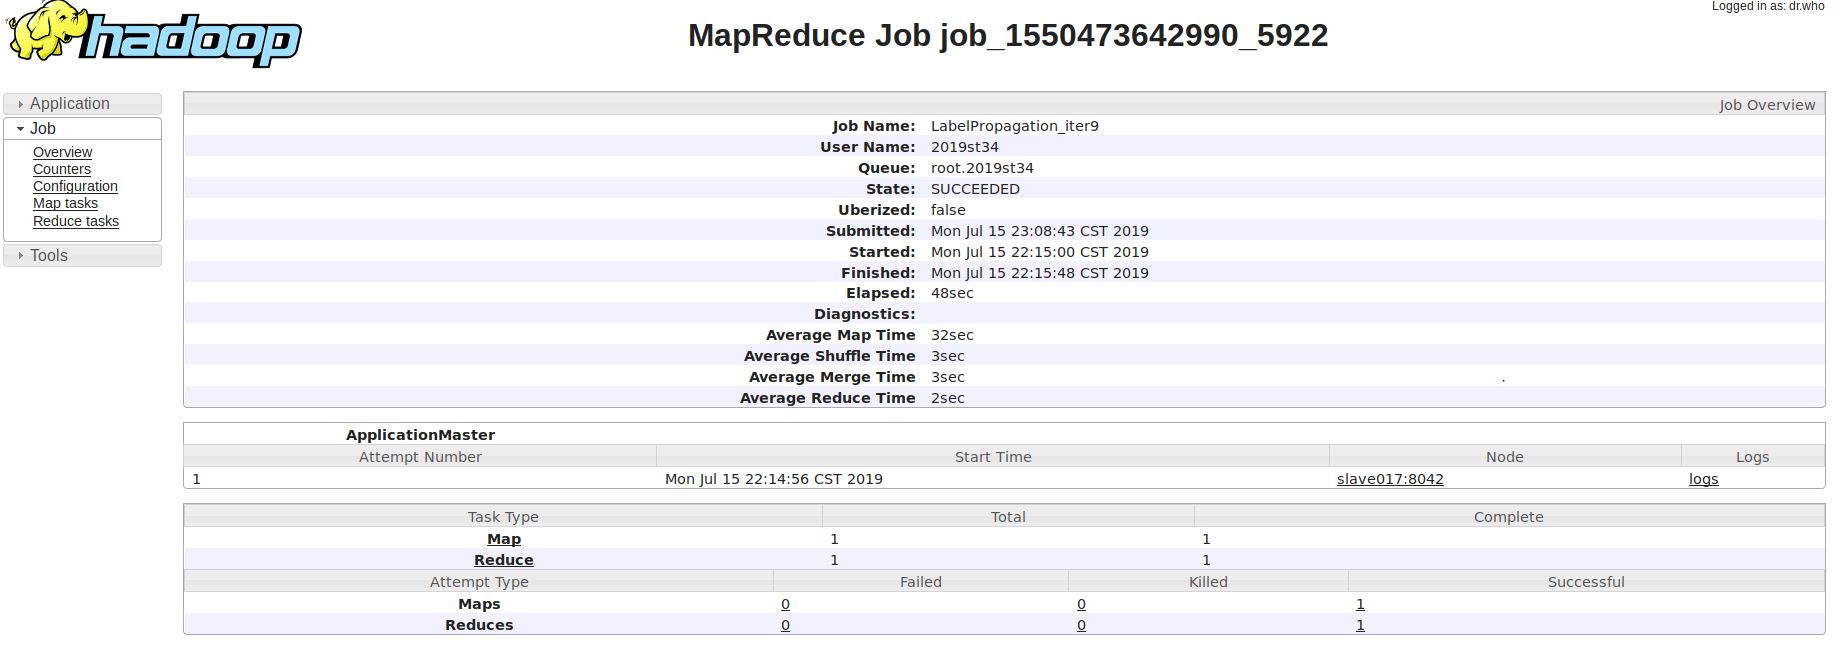 Logged in as: dr.who
hadoop
MapReduce Job job_1550473642990_5922
Application
Job
Overview
Counters
Configuration
Map tasks
Reduce tasks
Tools
Job Overview
Job Name: LabelPropagation_iter9
User Name: 2019st34
Queue: root.2019st34
State: SUCCEEDED
Uberized: false
Submitted: Mon Jul 15 23:08:43 CST 2019
Started: Mon Jul 15 22:15:00 CST 2019
Finished: Mon Jul 15 22:15:48 CST 2019
Elapsed: 48sec
Diagnostics:
Average Map Time 32sec
Average Shuffle Time 3sec
Average Merge Time 3sec
Average Reduce Time 2sec
ApplicationMaster
Attempt Number Start Time Node Logs
1 Mon Jul 15 22:14:56 CST 2019 slave017:8042 logs
Task Type Total Complete
Map 1 1
Reduce 1 1
Attempt Type Failed Killed Successful
Maps 0 0 1
Reduces 0 0 1